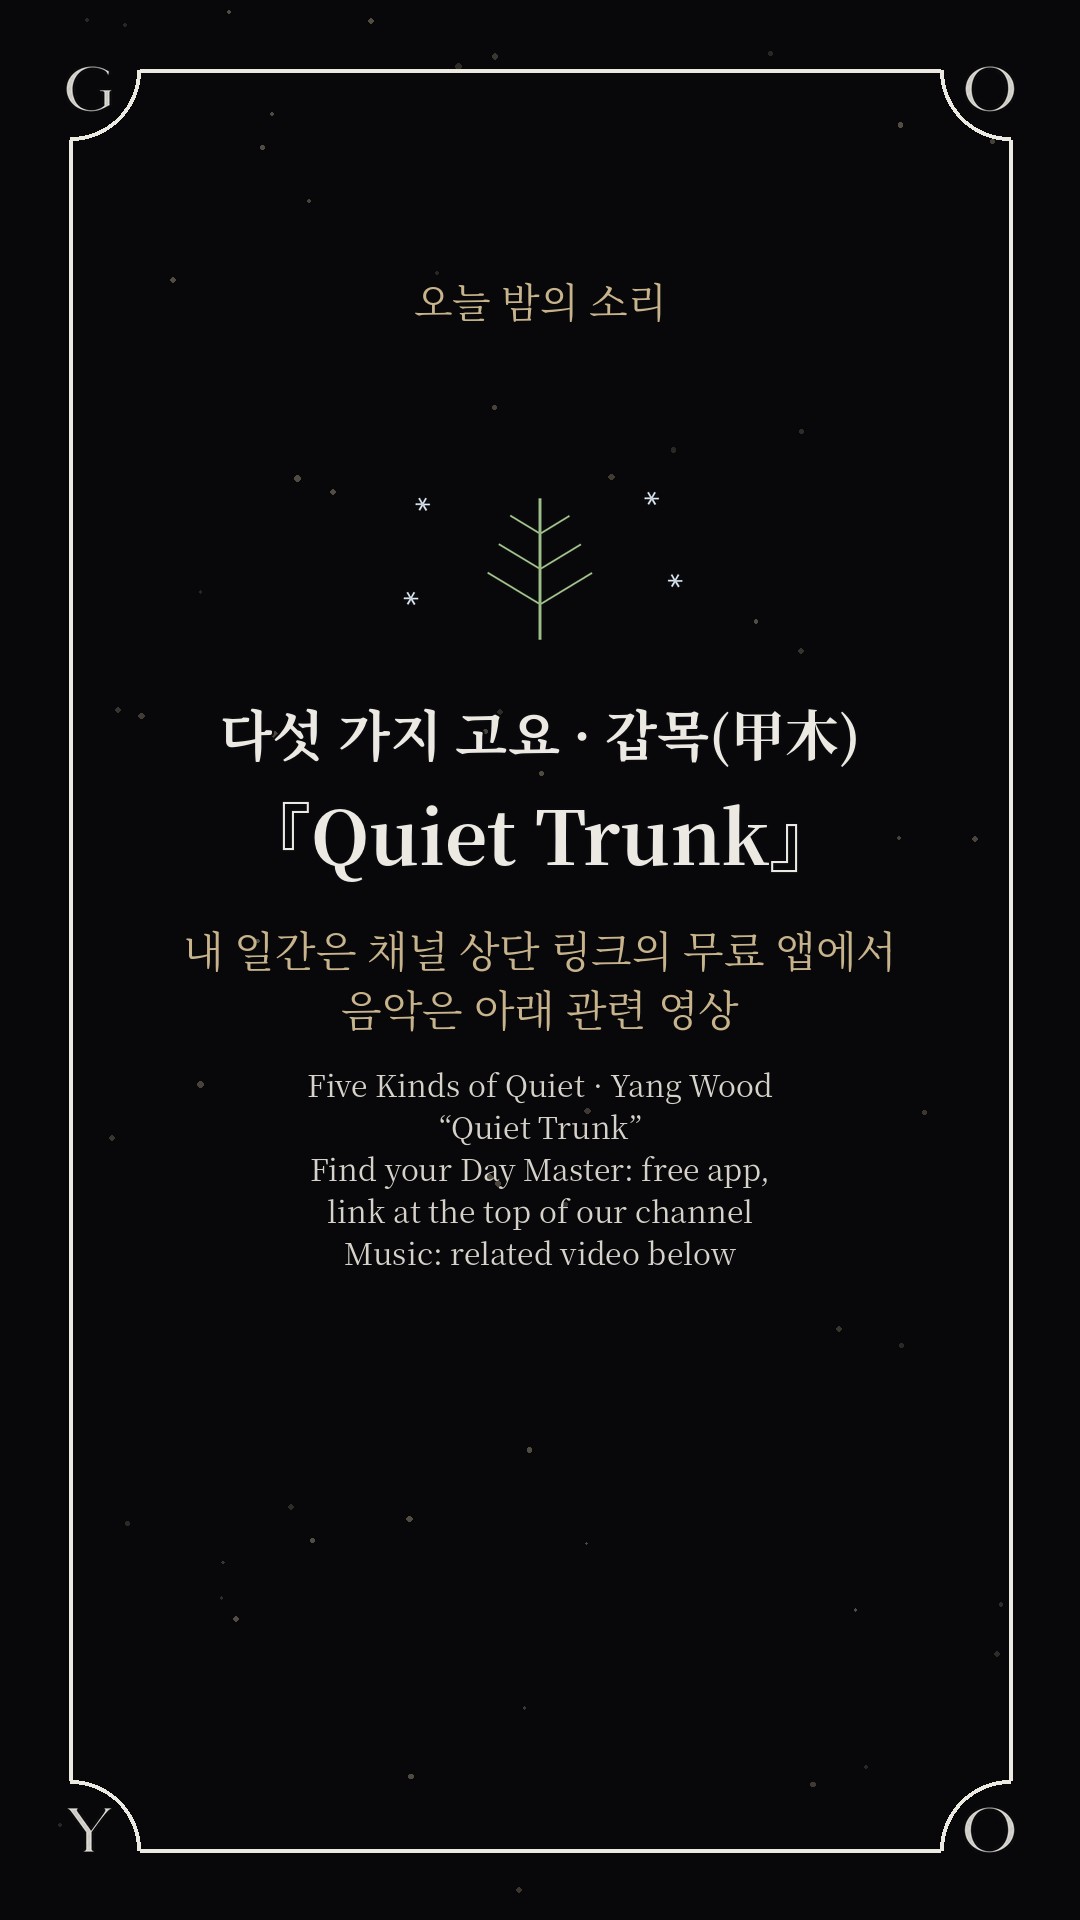 G O
오늘 밤의 소리
다섯 가지 고요 · 갑목(甲木)
『Quiet Trunk』
내 일간은 채널 상단 링크의 무료 앱에서
음악은 아래 관련 영상
Five Kinds of Quiet · Yang Wood
“Quiet Trunk”
Find your Day Master: free app,
link at the top of our channel
Music: related video below
Y O